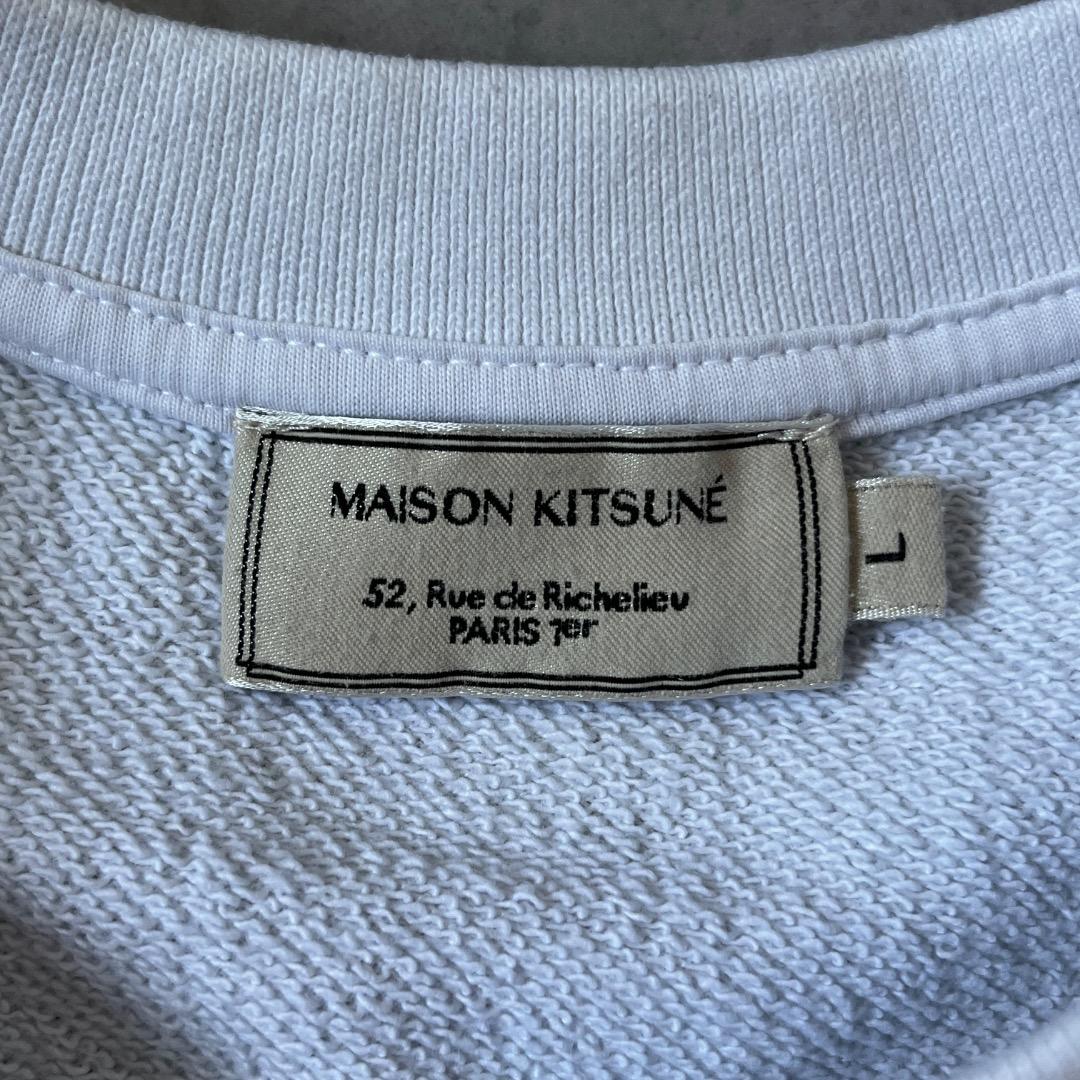 MAISON KITSUNÉ
52, Rue de Richelieu
PARIS 1er
L